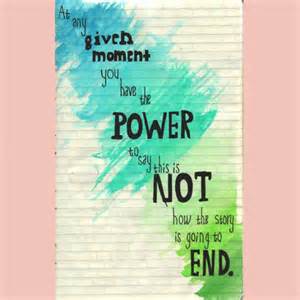 At
any
given
moment
you
have the
POWER
to
say this is
NOT
how the story
is going to
END.